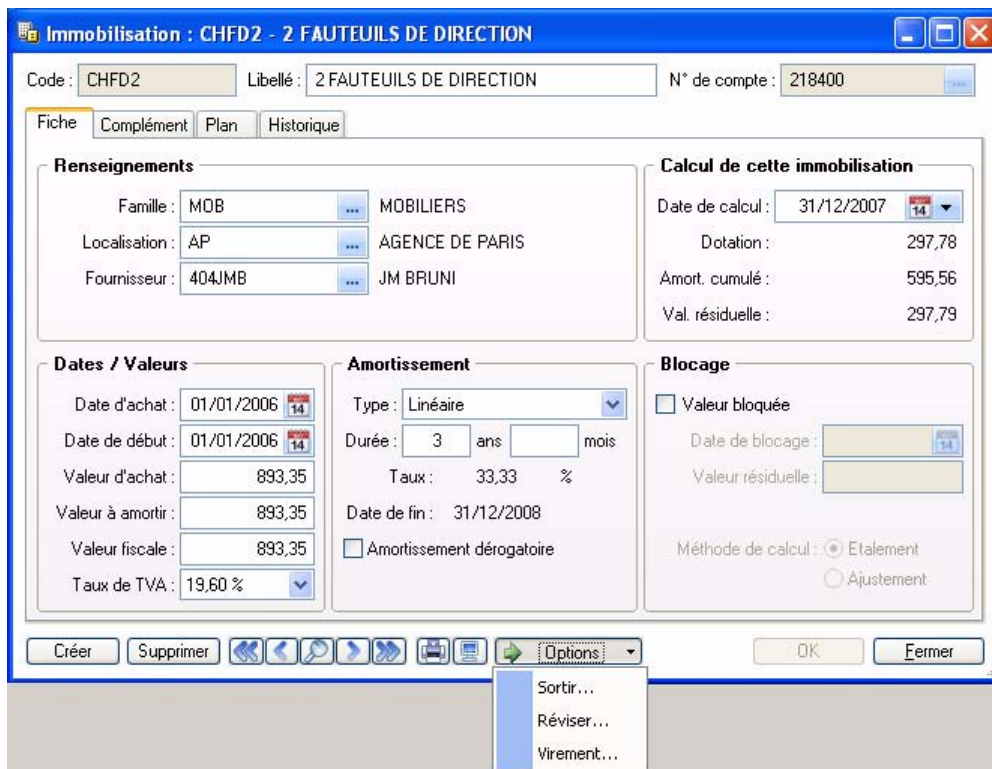 Immobilisation : CHFD2 - 2 FAUTEUILS DE DIRECTION
Code : CHFD2 Libellé : 2 FAUTEUILS DE DIRECTION N° de compte : 218400 ...
Fiche Complément Plan Historique
Renseignements
Famille : MOB ... MOBILIERS
Localisation : AP ... AGENCE DE PARIS
Fournisseur : 404JMB ... JM BRUNI
Calcul de cette immobilisation
Date de calcul : 31/12/2007 14
Dotation : 297,78
Amort. cumulé : 595,56
Val. résiduelle : 297,79
Dates / Valeurs
Date d'achat : 01/01/2006 14
Date de début : 01/01/2006 14
Valeur d'achat : 893,35
Valeur à amortir : 893,35
Valeur fiscale : 893,35
Taux de TVA : 19,60 %
Amortissement
Type : Linéaire
Durée : 3 ans mois
Taux : 33,33 %
Date de fin : 31/12/2008
Amortissement dérogatoire
Blocage
Valeur bloquée
Date de blocage : 14
Valeur résiduelle :
Méthode de calcul : Etalement
Ajustement
Créer Supprimer Options OK Fermer
Sortir...
Réviser...
Virement...